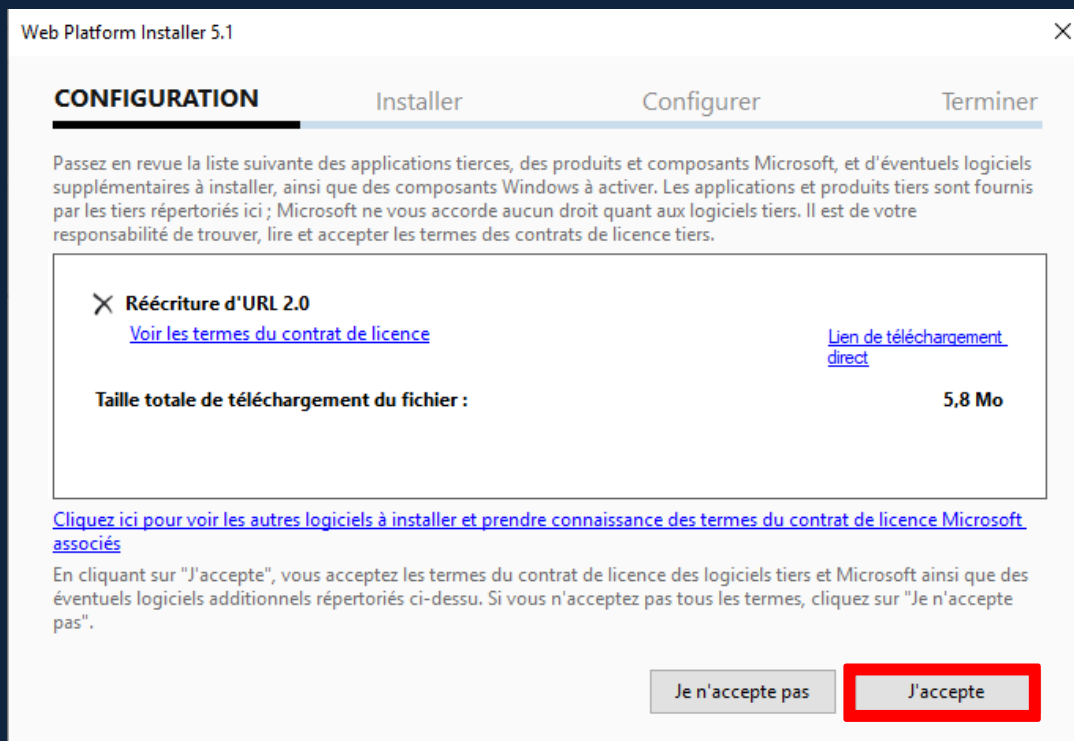 Web Platform Installer 5.1
CONFIGURATION Installer Configurer Terminer
Passez en revue la liste suivante des applications tierces, des produits et composants Microsoft, et d'éventuels logiciels
supplémentaires à installer, ainsi que des composants Windows à activer. Les applications et produits tiers sont fournis
par les tiers répertoriés ici ; Microsoft ne vous accorde aucun droit quant aux logiciels tiers. Il est de votre
responsabilité de trouver, lire et accepter les termes des contrats de licence tiers.
Réécriture d'URL 2.0
Voir les termes du contrat de licence
Lien de téléchargement
direct
Taille totale de téléchargement du fichier : 5,8 Mo
Cliquez ici pour voir les autres logiciels à installer et prendre connaissance des termes du contrat de licence Microsoft
associés
En cliquant sur "J'accepte", vous acceptez les termes du contrat de licence des logiciels tiers et Microsoft ainsi que des
éventuels logiciels additionnels répertoriés ci-dessu. Si vous n'acceptez pas tous les termes, cliquez sur "Je n'accepte
pas".
Je n'accepte pas J'accepte